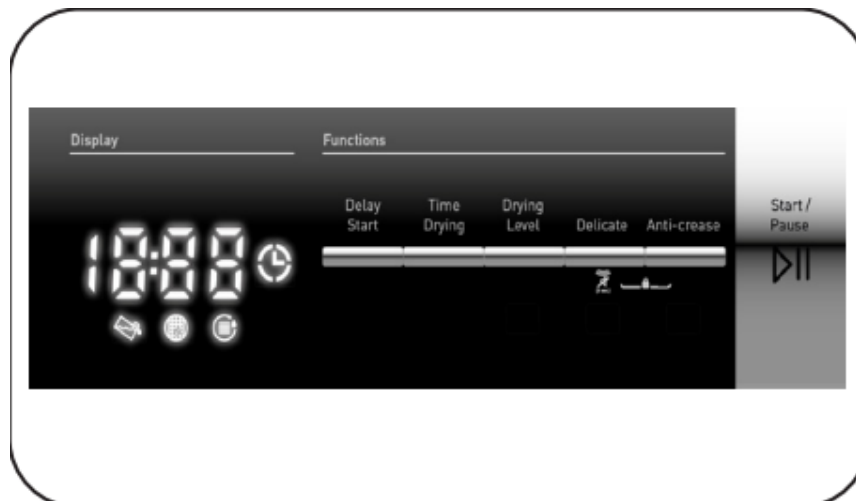 Display
Functions
Delay Start
Time Drying
Drying Level
Delicate
Anti-crease
Start / Pause
18:88